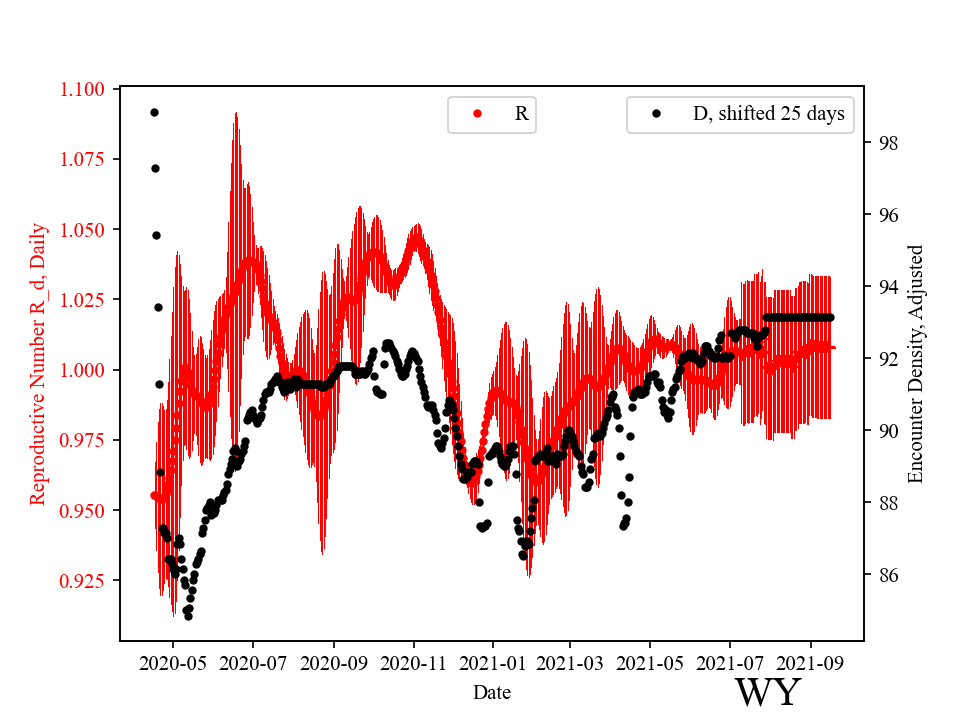 R
D, shifted 25 days
Reproductive Number R_d, Daily
1.100
1.075
1.050
1.025
1.000
0.975
0.950
0.925
98
96
94
92
90
88
86
Encounter Density, Adjusted
2020-05 2020-07 2020-09 2020-11 2021-01 2021-03 2021-05 2021-07 2021-09
Date
WY